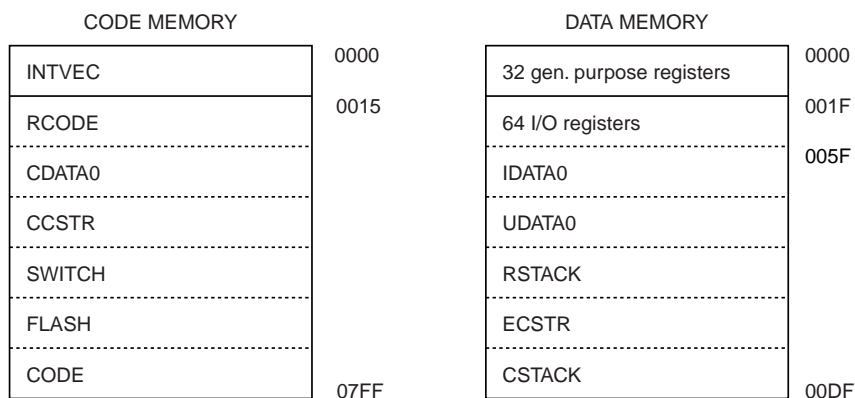 CODE MEMORY
INTVEC
0000
RCODE
0015
CDATA0
CCSTR
SWITCH
FLASH
CODE
07FF
DATA MEMORY
32 gen. purpose registers
0000
64 I/O registers
001F
IDATA0
005F
UDATA0
RSTACK
ECSTR
CSTACK
00DF